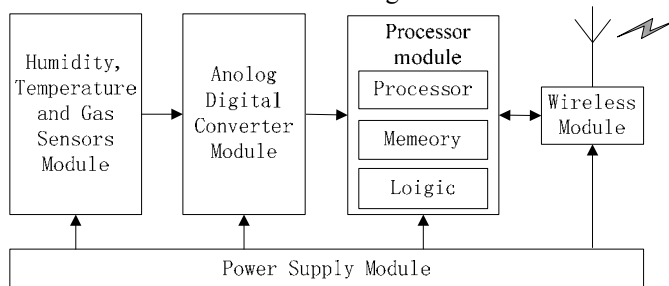 Humidity,
Temperature
and Gas
Sensors
Module
Anolog
Digital
Converter
Module
Processor
module
Processor
Memeory
Loigic
Wireless
Module
Power Supply Module